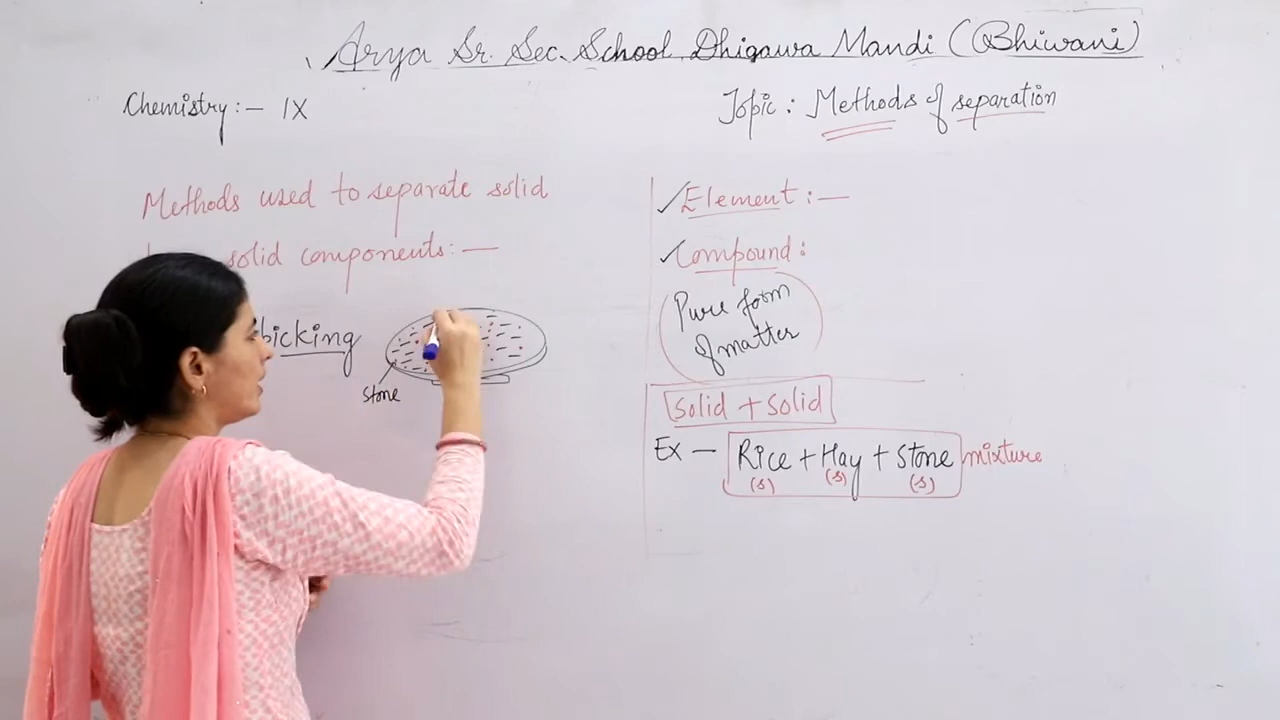 Arya Sr. Sec. School Dhigawa Mandi (Bhiwani)
Chemistry :- IX
Topic : Methods of separation
Methods used to separate solid
solid components: —
picking
stone
✓ Element : —
✓ Compound :
Pure form
of matter
Solid + Solid
Ex — Rice + Hay + Stone mixture
(s) (s) (s)